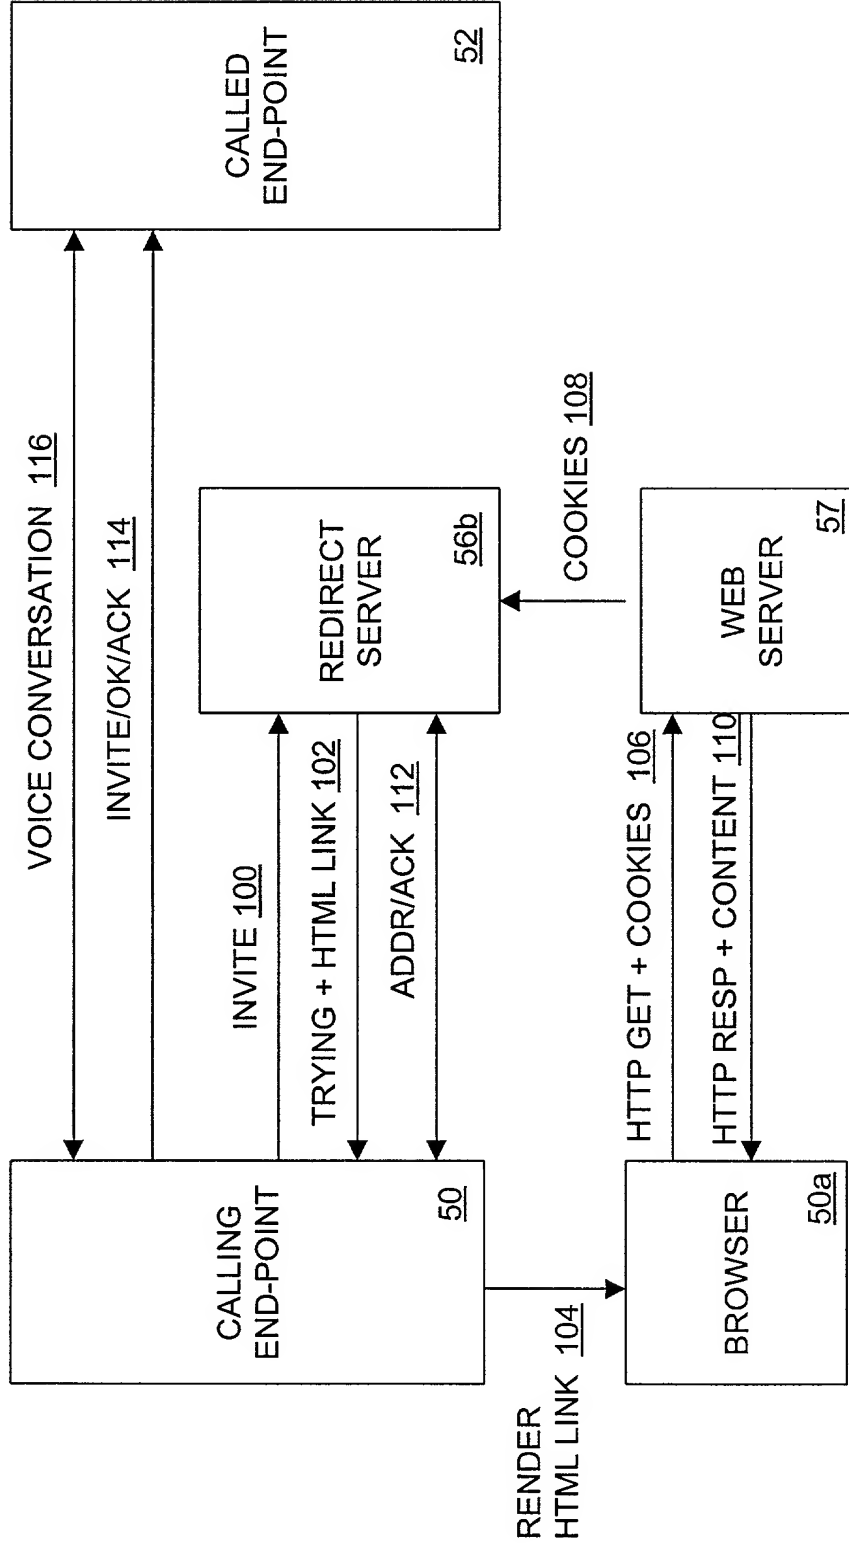 VOICE CONVERSATION 116
INVITE/OK/ACK 114
CALLING
END-POINT
50
CALLED
END-POINT
52
INVITE 100
TRYING + HTML LINK 102
ADDR/ACK 112
REDIRECT
SERVER
56b
RENDER
HTML LINK 104
COOKIES 108
BROWSER
50a
HTTP GET + COOKIES 106
HTTP RESP + CONTENT 110
WEB
SERVER
57